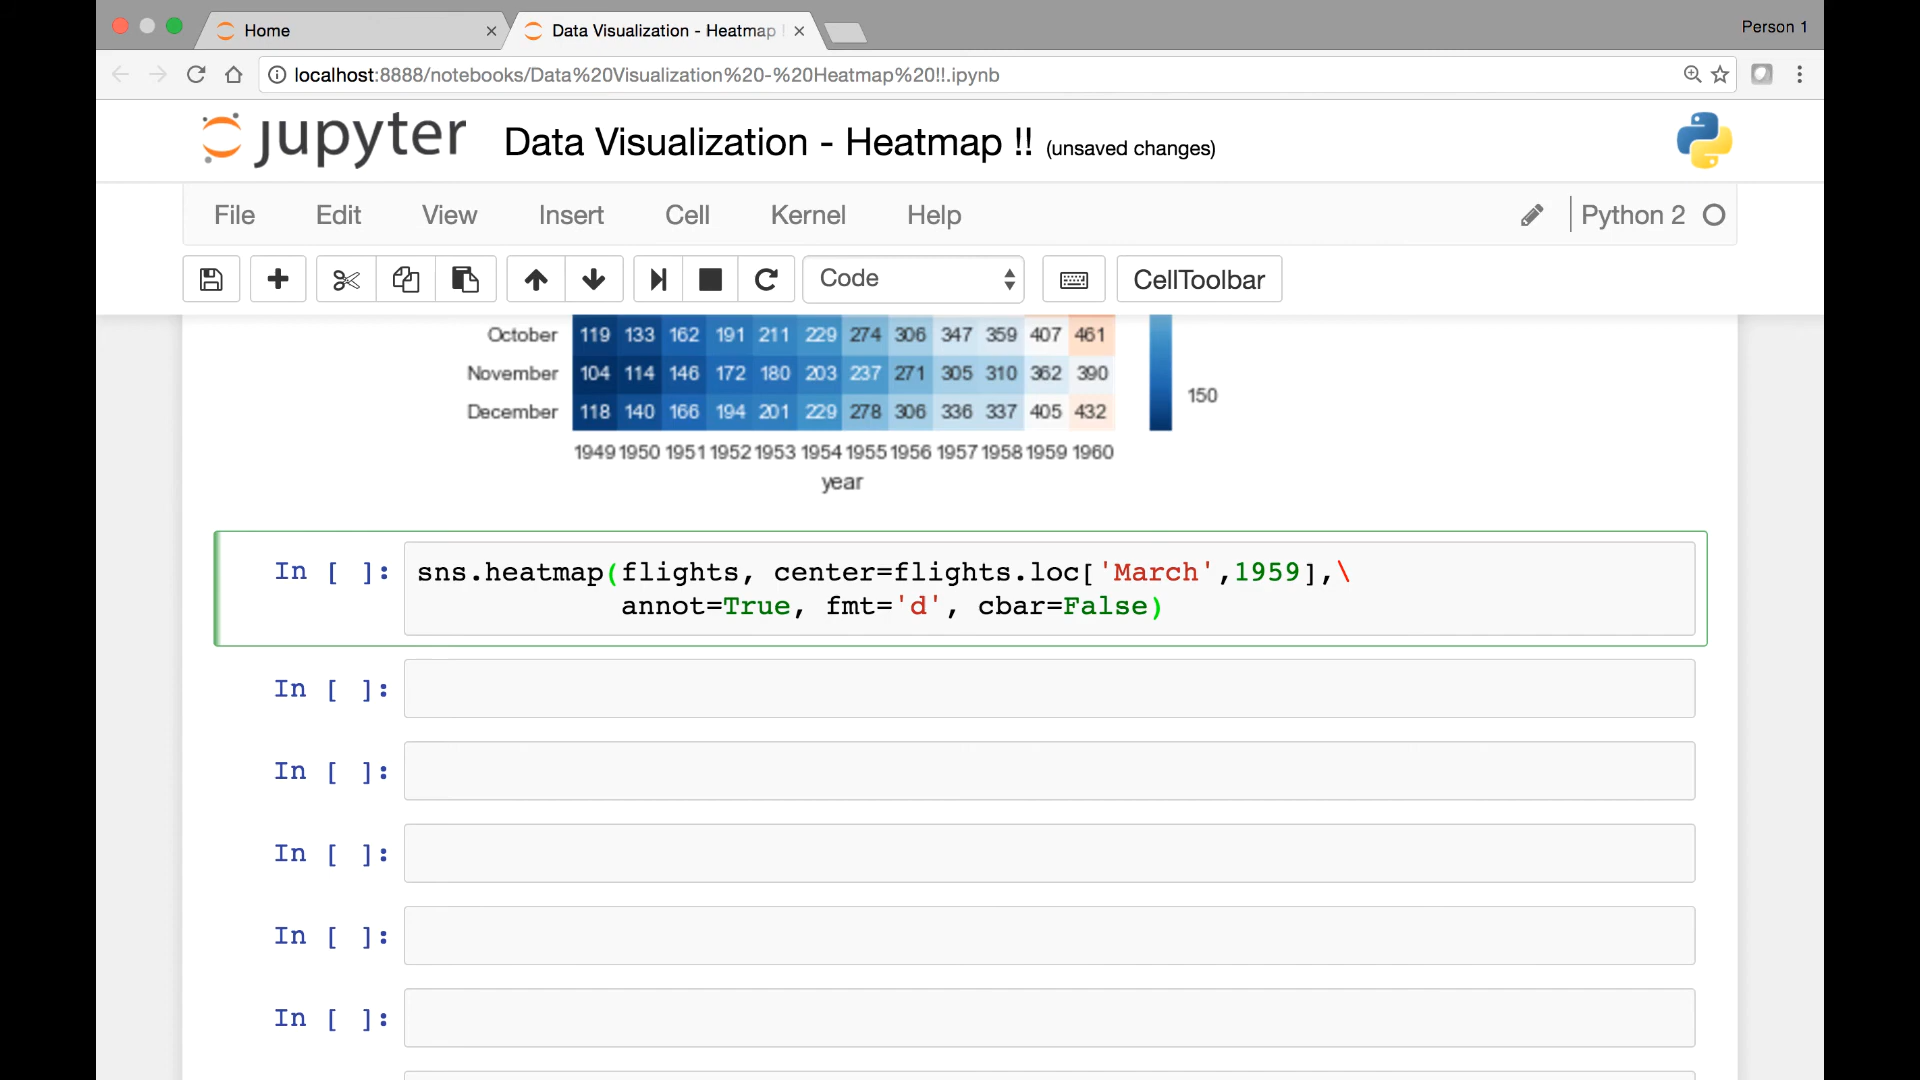 Home
Data Visualization - Heatmap
Person 1
localhost:8888/notebooks/Data%20Visualization%20-%20Heatmap%20!!.ipynb
jupyter Data Visualization - Heatmap !! (unsaved changes)
File Edit View Insert Cell Kernel Help Python 2
Code CellToolbar
October 119 133 162 191 211 229 274 306 347 359 407 461
November 104 114 146 172 180 203 237 271 305 310 362 390
150
December 118 140 166 194 201 229 278 306 336 337 405 432
1949 1950 1951 1952 1953 1954 1955 1956 1957 1958 1959 1960
year
In [ ]: sns.heatmap(flights, center=flights.loc['March',1959],\
annot=True, fmt='d', cbar=False)
In [ ]:
In [ ]:
In [ ]:
In [ ]:
In [ ]: